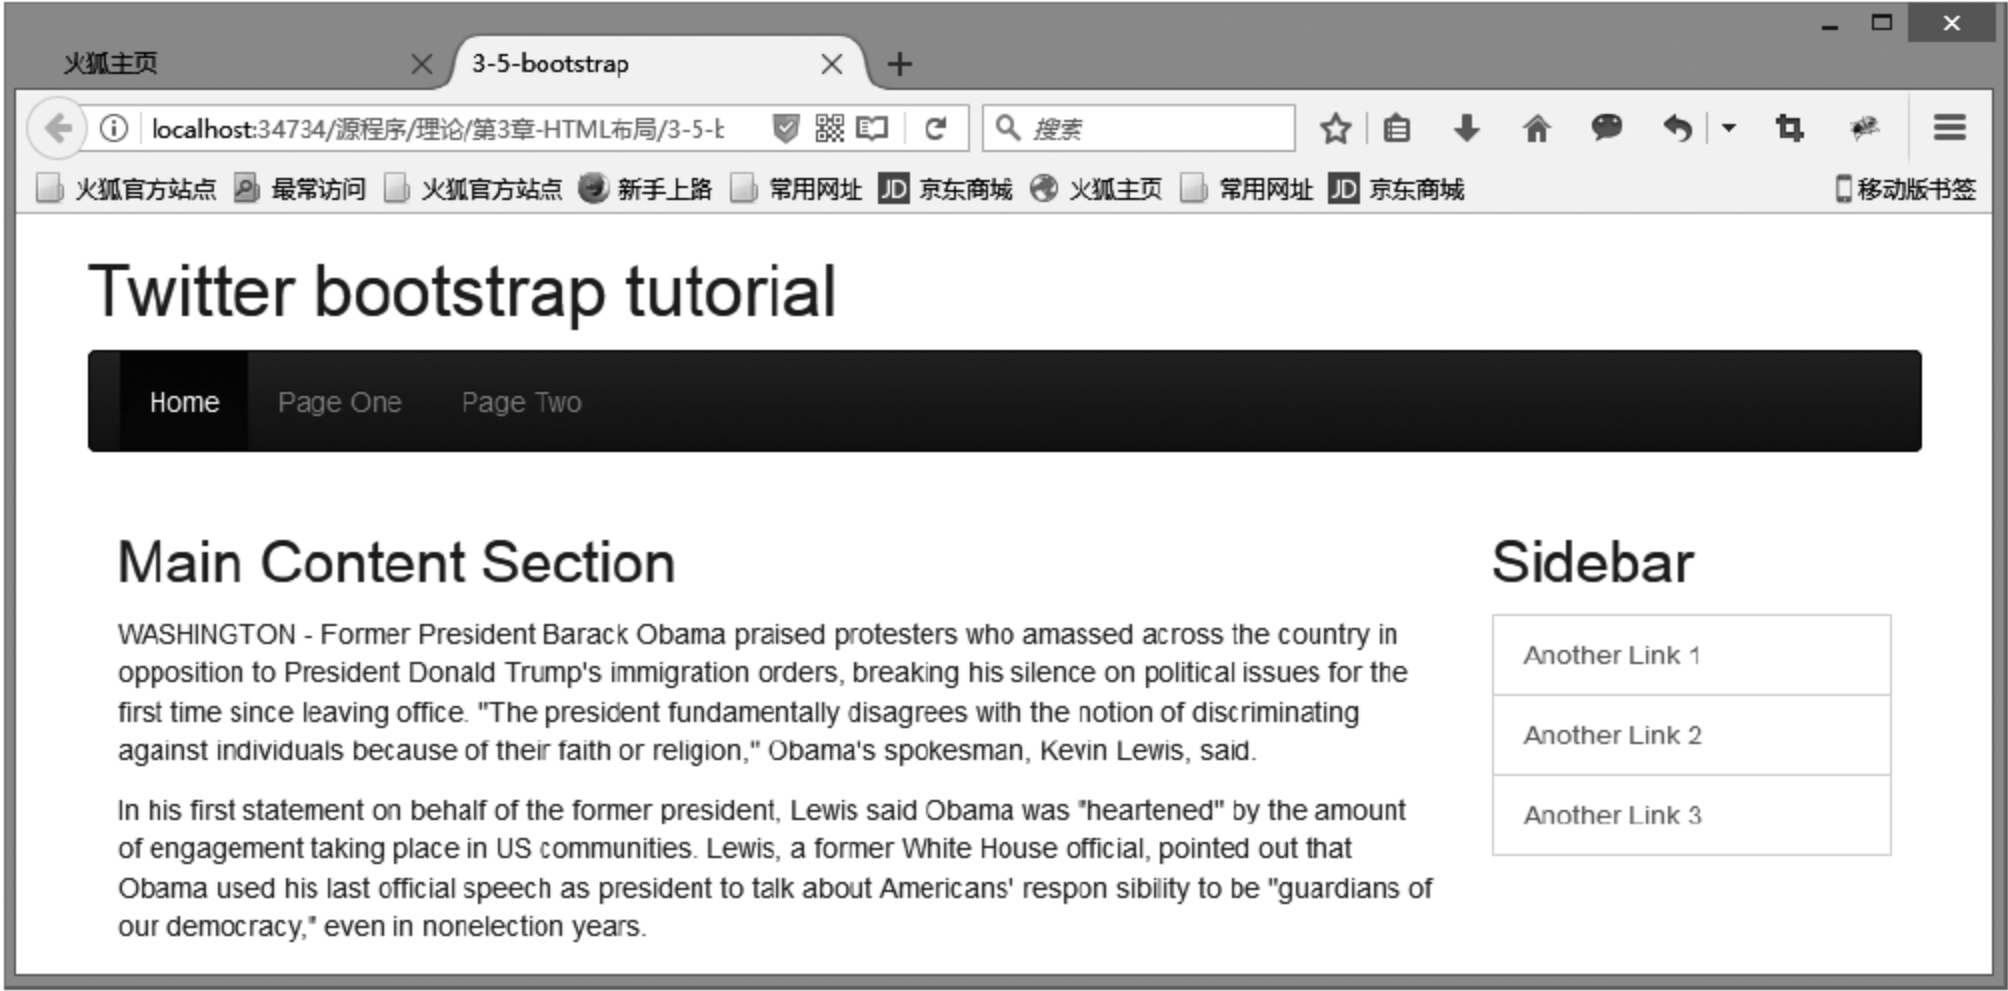 火狐主页
3-5-bootstrap
localhost:34734/源程序/理论/第3章-HTML布局/3-5-b
搜索
火狐官方站点 最常访问 火狐官方站点 新手上路 常用网址 JD 京东商城 火狐主页 常用网址 JD 京东商城 移动版书签
Twitter bootstrap tutorial
Home Page One Page Two
Main Content Section
WASHINGTON - Former President Barack Obama praised protesters who amassed across the country in
opposition to President Donald Trump's immigration orders, breaking his silence on political issues for the
first time since leaving office. "The president fundamentally disagrees with the notion of discriminating
against individuals because of their faith or religion," Obama's spokesman, Kevin Lewis, said.
In his first statement on behalf of the former president, Lewis said Obama was "heartened" by the amount
of engagement taking place in US communities. Lewis, a former White House official, pointed out that
Obama used his last official speech as president to talk about Americans' respon sibility to be "guardians of
our democracy," even in nonelection years.
Sidebar
Another Link 1
Another Link 2
Another Link 3